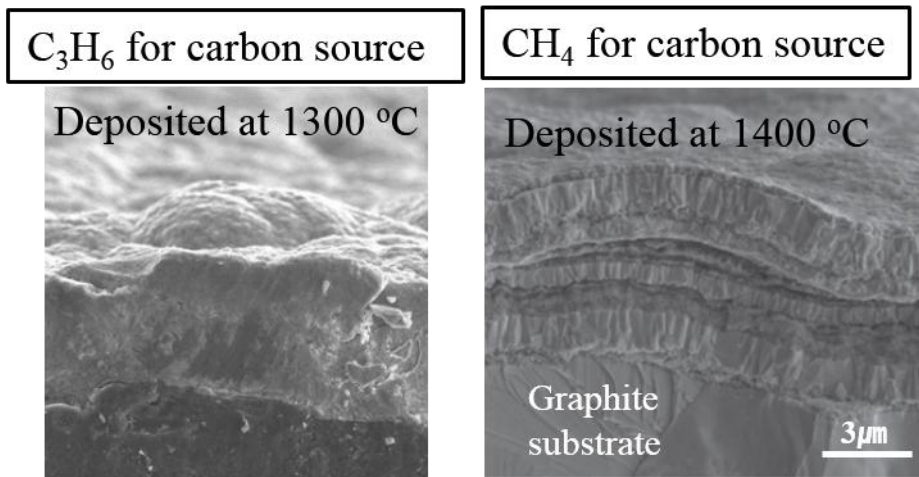 C₃H₆ for carbon source
CH₄ for carbon source
Deposited at 1300 ºC
Deposited at 1400 ºC
Graphite
substrate
3㎛